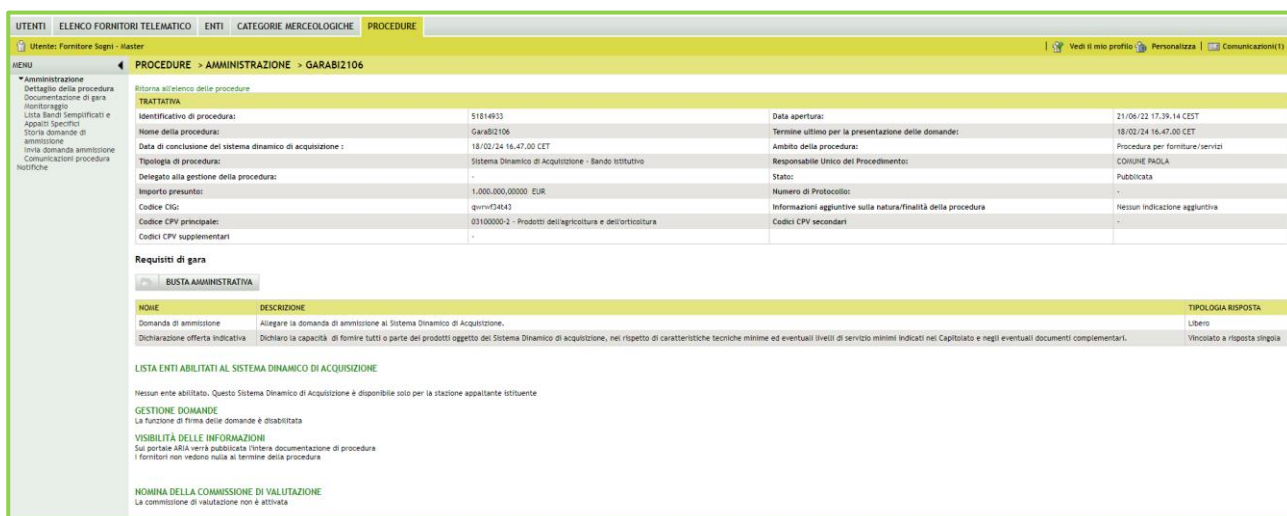 UTENTI ELENCO FORNITORI TELEMATICO ENTI CATEGORIE MERCEOLOGICHE PROCEDURE
Utente: Fornitore Sogni - Master | Vedi il mio profilo Personalizza | Comunicazioni(1)
MENU
Amministrazione
Dettaglio della procedura
Documentazione di gara
Monitoraggio
Lista Bandi Semplificati e
Appalti Specifici
Storia domande di
ammissione
Invia domanda ammissione
Comunicazioni procedura
Notifiche
PROCEDURE > AMMINISTRAZIONE > GARABI2106
Ritorna all'elenco delle procedure
TRATTATIVA
Identificativo di procedura: 51814933 Data apertura: 21/06/22 17.39.14 CEST
Nome della procedura: GaraBI2106 Termine ultimo per la presentazione delle domande: 18/02/24 16.47.00 CET
Data di conclusione del sistema dinamico di acquisizione : 18/02/24 16.47.00 CET Ambito della procedura: Procedura per forniture/servizi
Tipologia di procedura: Sistema Dinamico di Acquisizione - Bando Istitutivo Responsabile Unico del Procedimento: COMUNE PAOLA
Delegato alla gestione della procedura: - Stato: Pubblicata
Importo presunto: 1.000.000,00000 EUR Numero di Protocollo: -
Codice CIG: qwrwf34t43 Informazioni aggiuntive sulla natura/finalità della procedura Nessun indicazione aggiuntiva
Codice CPV principale: 03100000-2 - Prodotti dell'agricoltura e dell'orticoltura Codici CPV secondari -
Codici CPV supplementari -
Requisiti di gara
BUSTA AMMINISTRATIVA
NOME DESCRIZIONE TIPOLOGIA RISPOSTA
Domanda di ammissione Allegare la domanda di ammissione al Sistema Dinamico di Acquisizione. Libero
Dichiarazione offerta indicativa Dichiaro la capacità di fornire tutti o parte dei prodotti oggetto del Sistema Dinamico di acquisizione, nel rispetto di caratteristiche tecniche minime ed eventuali livelli di servizio minimi indicati nel Capitolato e negli eventuali documenti complementari. Vincolato a risposta singola
LISTA ENTI ABILITATI AL SISTEMA DINAMICO DI ACQUISIZIONE
Nessun ente abilitato. Questo Sistema Dinamico di Acquisizione è disponibile solo per la stazione appaltante istituente
GESTIONE DOMANDE
La funzione di firma delle domande è disabilitata
VISIBILITÀ DELLE INFORMAZIONI
Sul portale ARIA verrà pubblicata l'intera documentazione di procedura
I fornitori non vedono nulla al termine della procedura
NOMINA DELLA COMMISSIONE DI VALUTAZIONE
La commissione di valutazione non è attivata